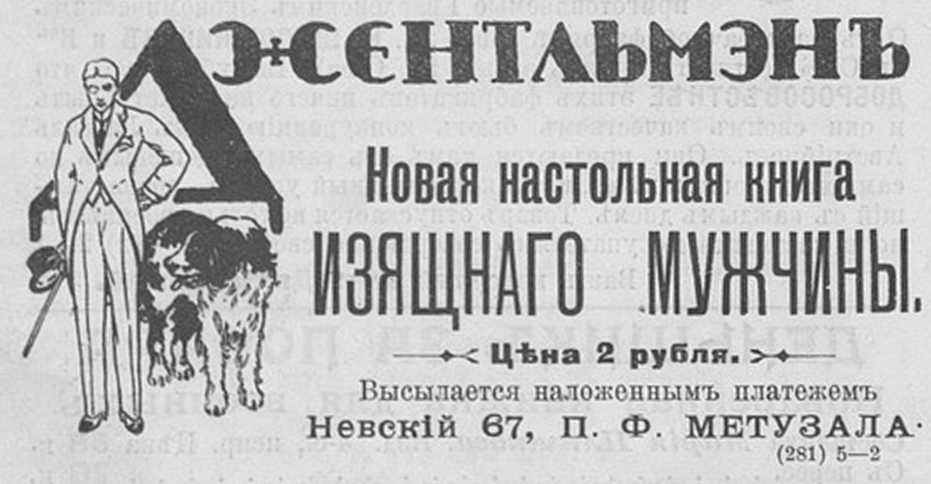 ДЖЕНТЛЬМЭНЪ
Новая настольная книга
ИЗЯЩНАГО МУЖЧИНЫ.
Цѣна 2 рубля.
Высылается наложеннымъ платежемъ
Невскій 67, П. Ф. МЕТУЗАЛА.
(281) 5—2